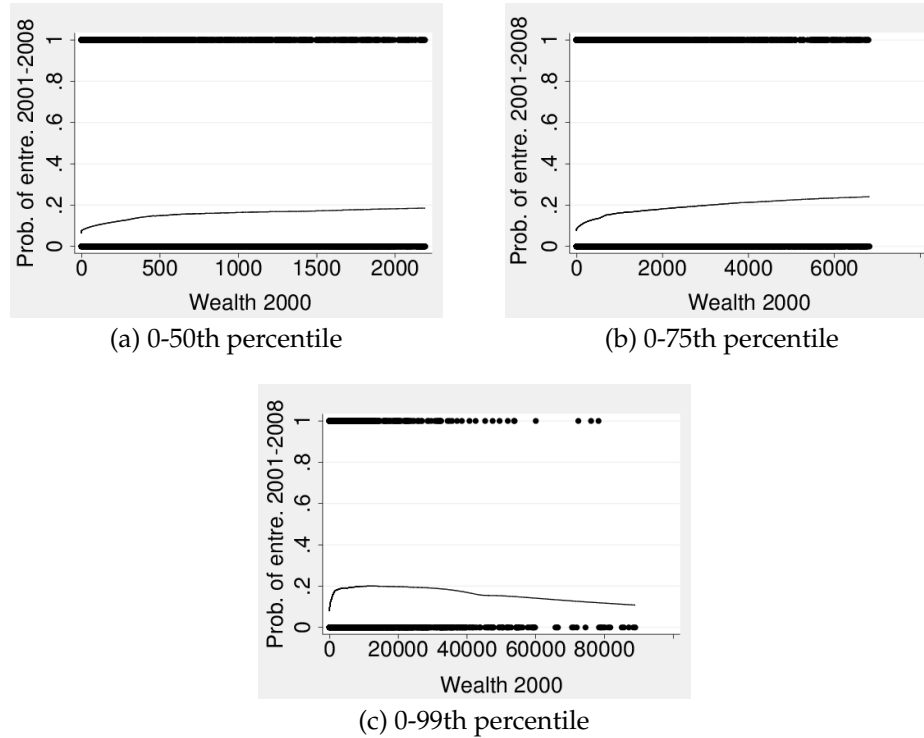 Prob. of entre. 2001-2008
1
.8
.6
.4
.2
0
0 500 1000 1500 2000
Wealth 2000
(a) 0-50th percentile
Prob. of entre. 2001-2008
1
.8
.6
.4
.2
0
0 2000 4000 6000
Wealth 2000
(b) 0-75th percentile
Prob. of entre. 2001-2008
1
.8
.6
.4
.2
0
0 20000 40000 60000 80000
Wealth 2000
(c) 0-99th percentile